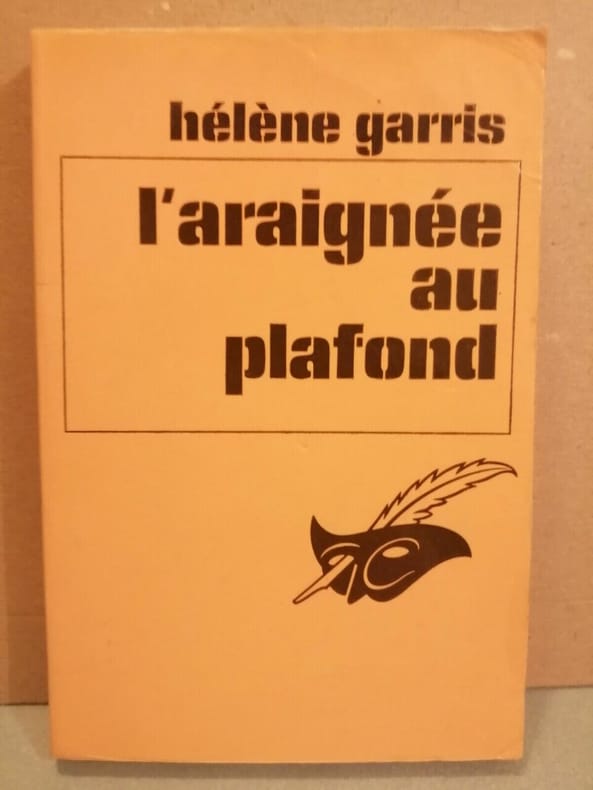 hélène garris
l'araignée
au
plafond